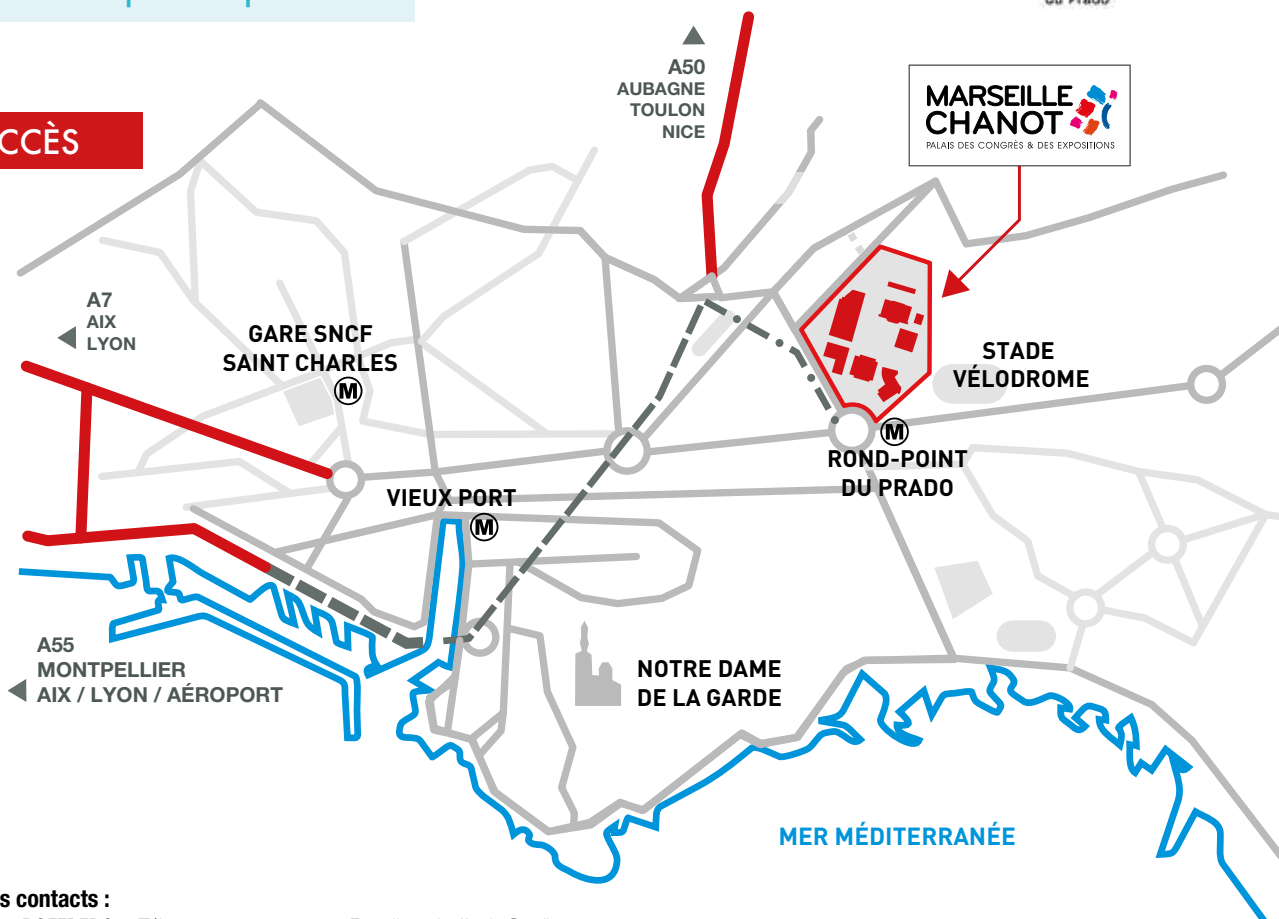 du Prado
CCÈS
A50
AUBAGNE
TOULON
NICE
MARSEILLE
CHANOT
PALAIS DES CONGRÈS & DES EXPOSITIONS
A7
AIX
LYON
GARE SNCF
SAINT CHARLES
M
STADE
VÉLODROME
M
ROND-POINT
DU PRADO
VIEUX PORT
M
A55
MONTPELLIER
AIX / LYON / AÉROPORT
NOTRE DAME
DE LA GARDE
MER MÉDITERRANÉE
s contacts :